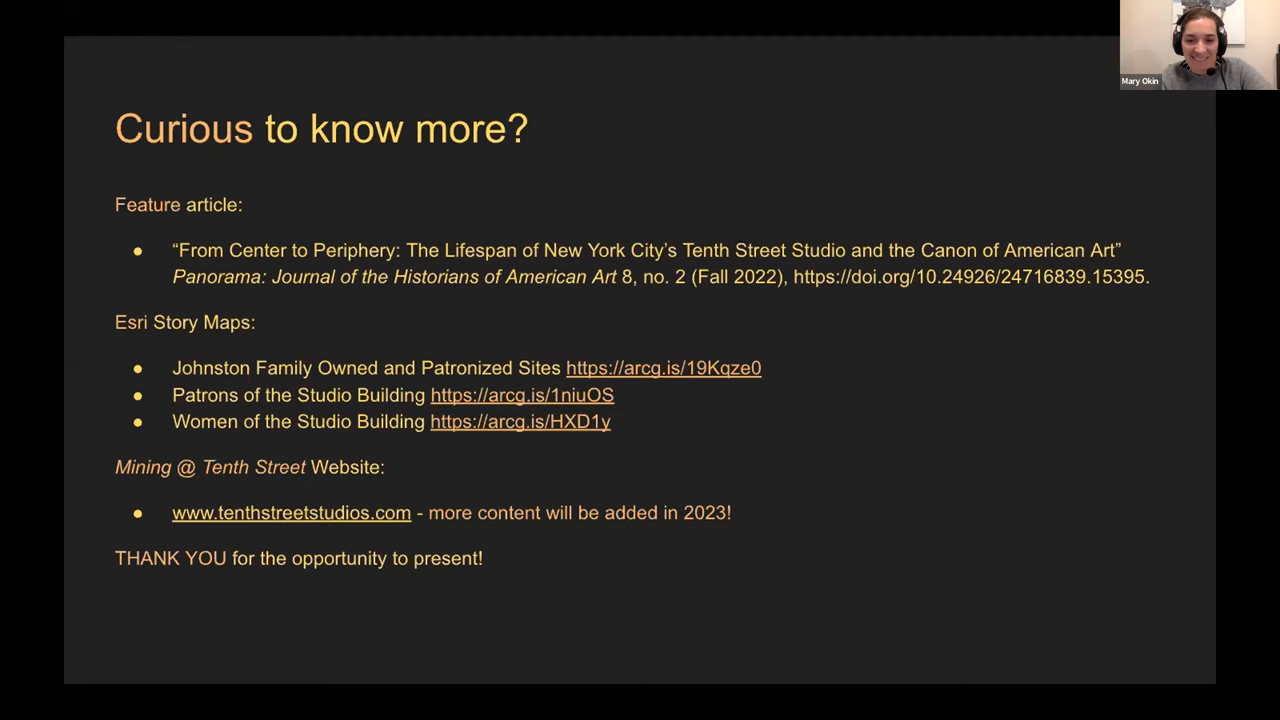 Mary Okin
Curious to know more?
Feature article:
● “From Center to Periphery: The Lifespan of New York City’s Tenth Street Studio and the Canon of American Art”
Panorama: Journal of the Historians of American Art 8, no. 2 (Fall 2022), https://doi.org/10.24926/24716839.15395.
Esri Story Maps:
● Johnston Family Owned and Patronized Sites https://arcg.is/19Kqze0
● Patrons of the Studio Building https://arcg.is/1niuOS
● Women of the Studio Building https://arcg.is/HXD1y
Mining @ Tenth Street Website:
● www.tenthstreetstudios.com - more content will be added in 2023!
THANK YOU for the opportunity to present!